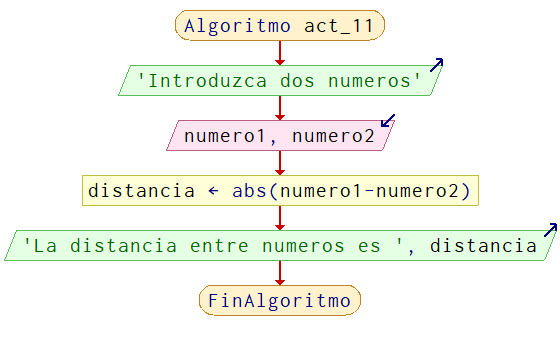 Algoritmo act_11
'Introduzca dos numeros'
numero1, numero2
distancia ← abs(numero1-numero2)
'La distancia entre numeros es ', distancia
FinAlgoritmo